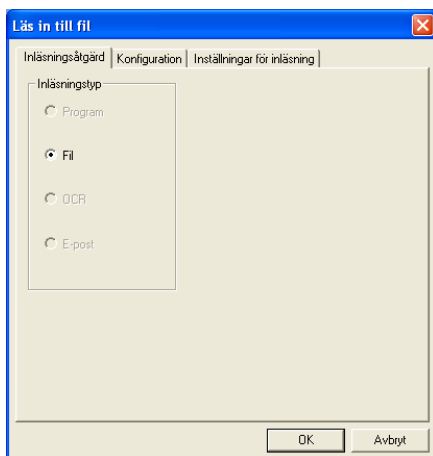 Läs in till fil
Inläsningsåtgärd Konfiguration Inställningar för inläsning
Inläsningstyp
Program
Fil
OCR
E-post
OK Avbryt